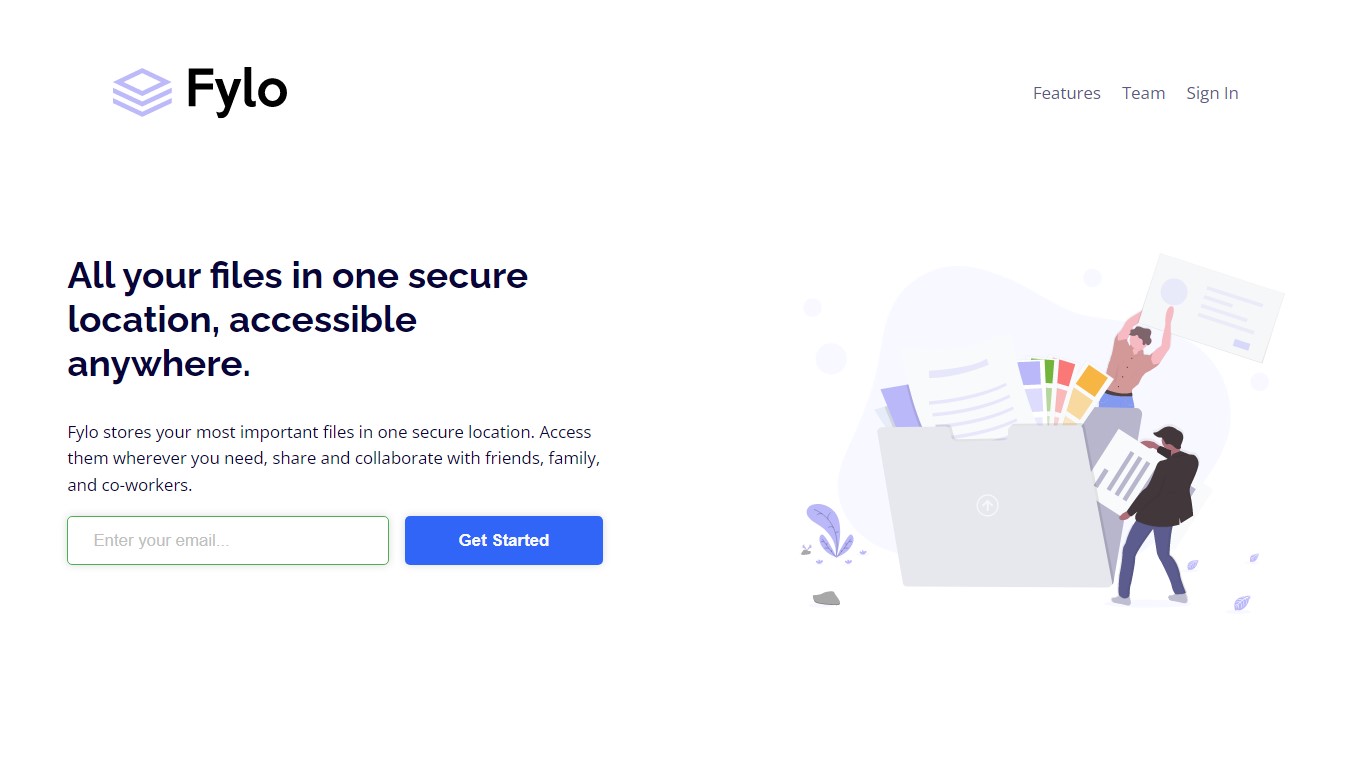 Fylo
Features Team Sign In
All your files in one secure
location, accessible
anywhere.
Fylo stores your most important files in one secure location. Access
them wherever you need, share and collaborate with friends, family,
and co-workers.
Enter your email...
Get Started